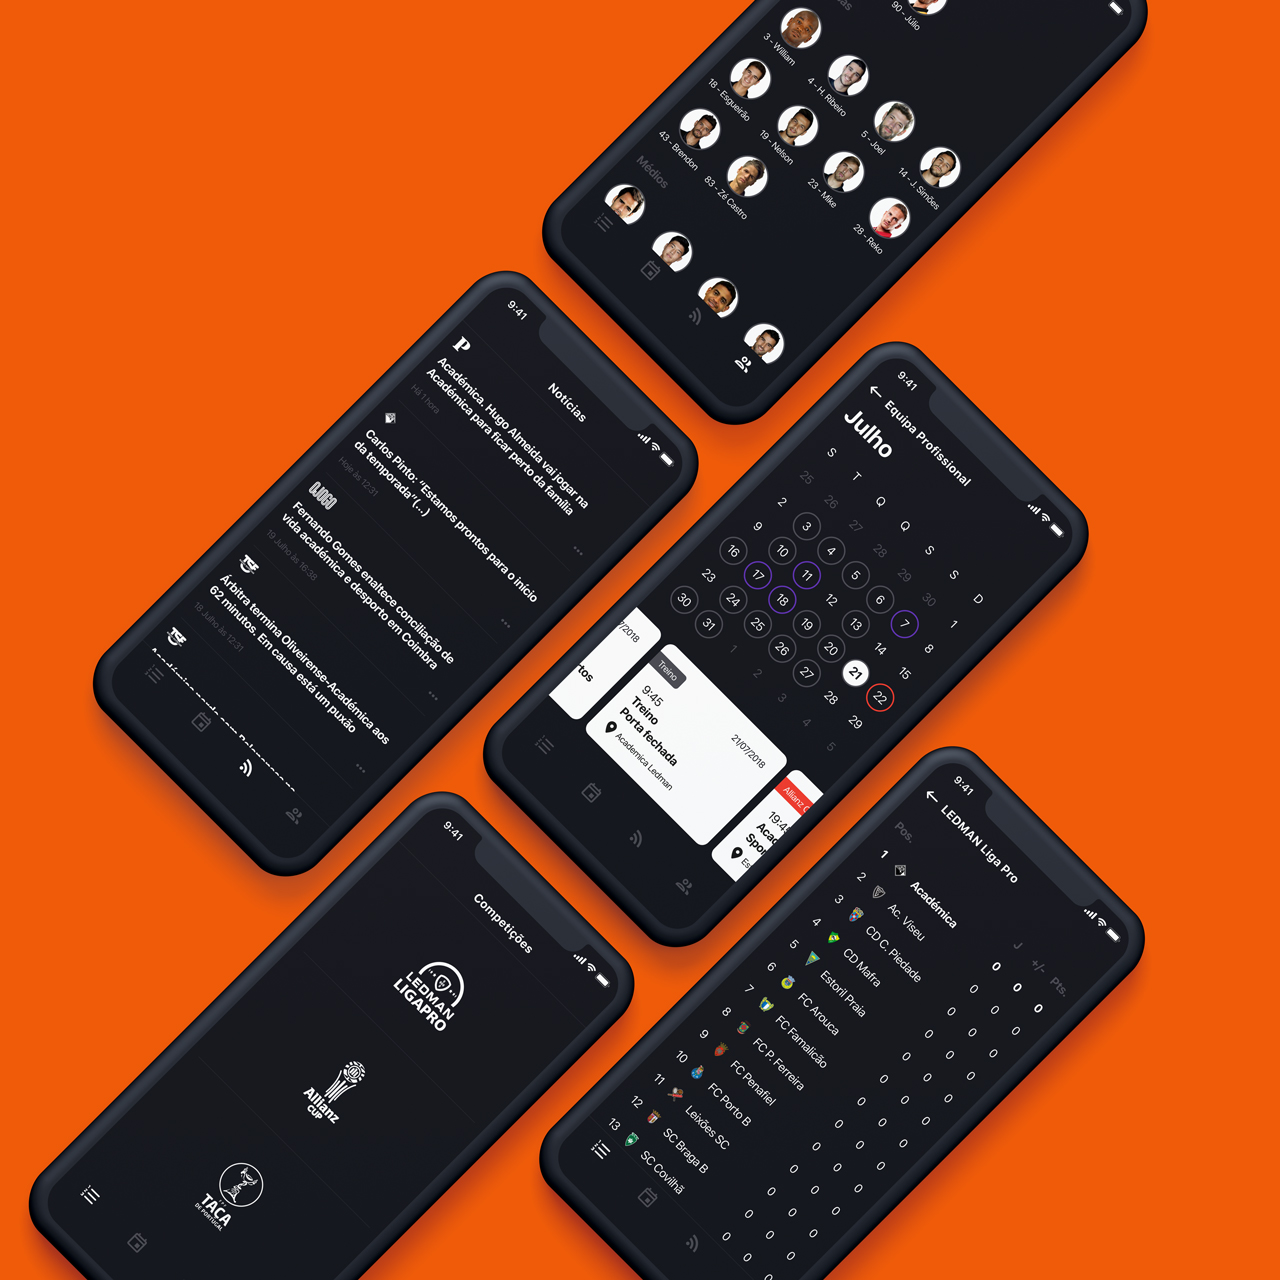 90 - Júlio
3 - William
4 - H. Ribeiro
5 - Joel
14 - J. Simões
18 - Esgueirão
19 - Nelson
23 - Mike
28 - Reko
43 - Brendon
83 - Zé Castro
Médios
9:41
Notícias
P
Académica. Hugo Almeida vai jogar na
Académica para ficar perto da família
Há 1 hora
Carlos Pinto: "Estamos prontos para o início
da temporada" (...)
Hoje às 12:31
Fernando Gomes enaltece conciliação de
vida académica e desporto em Coimbra
19 Julho às 16:38
Árbitra termina Oliveirense-Académica aos
62 minutos. Em causa está um puxão
18 Julho às 12:31
9:41
Equipa Profissional
Julho
S T Q Q S S D
25 26 27 28 29 30 1
2 3 4 5 6 7 8
9 10 11 12 13 14 15
16 17 18 19 20 21 22
23 24 25 26 27 28 29
30 31 1 2 3 4 5
/2018
tos
Treino
9:45
21/07/2018
Treino
Porta fechada
Academica Ledman
Allianz C
19:45
Acad
Spor
Es
9:41
Competições
LEDMAN
LIGAPRO
Allianz
CUP
TAÇA
DE PORTUGAL
9:41
LEDMAN Liga Pro
Pos. J +/- Pts.
1 Académica 0 0 0
2 Ac. Viseu 0 0 0
3 CD C. Piedade 0 0 0
4 CD Mafra 0 0 0
5 Estoril Praia 0 0 0
6 FC Arouca 0 0 0
7 FC Famalicão 0 0 0
8 FC P. Ferreira 0 0 0
9 FC Penafiel 0 0 0
10 FC Porto B 0 0 0
11 Leixões SC 0 0 0
12 SC Braga B 0 0 0
13 SC Covilhã 0 0 0